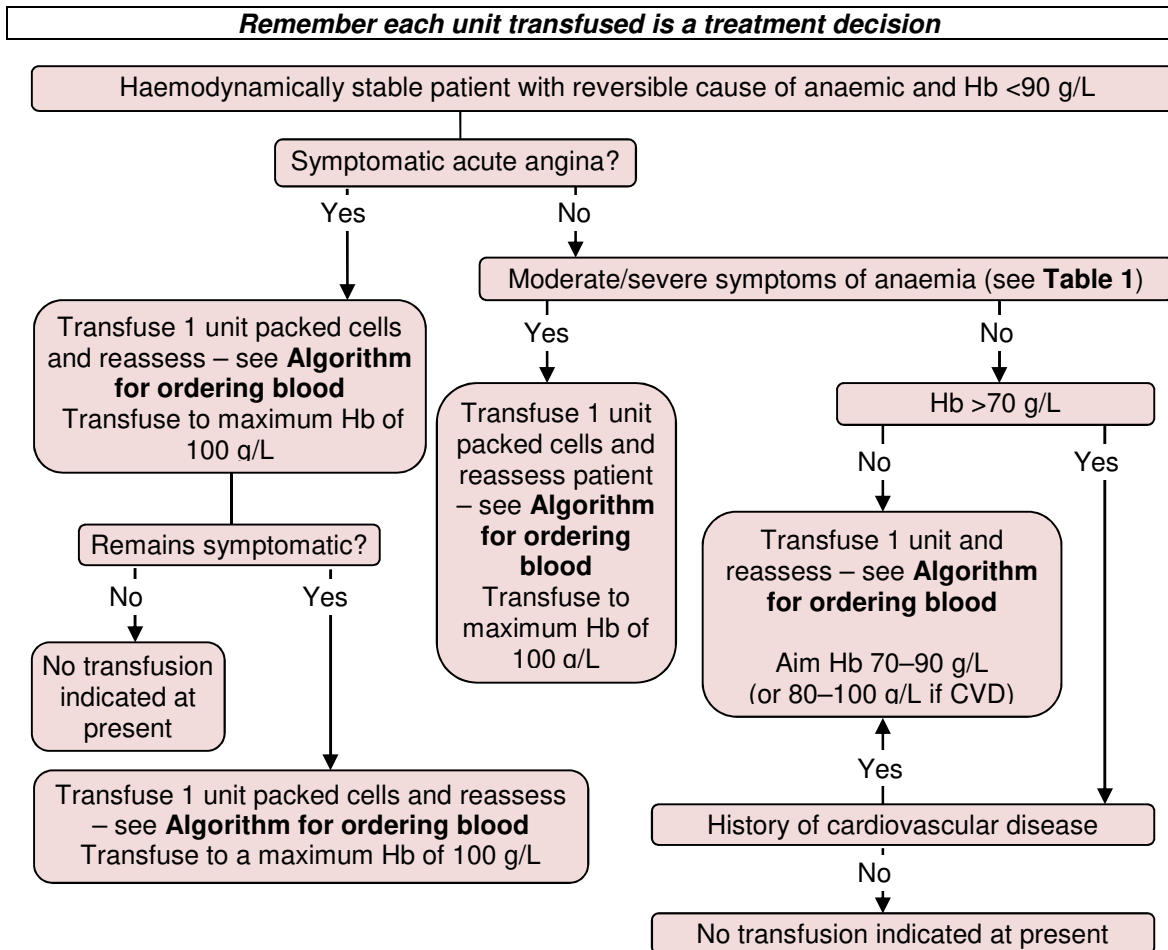 Remember each unit transfused is a treatment decision
Haemodynamically stable patient with reversible cause of anaemic and Hb <90 g/L
Symptomatic acute angina?
Yes
No
Moderate/severe symptoms of anaemia (see Table 1)
Transfuse 1 unit packed cells
and reassess – see Algorithm
for ordering blood
Transfuse to maximum Hb of
100 g/L
Yes
No
Transfuse 1 unit
packed cells and
reassess patient
– see Algorithm
for ordering
blood
Transfuse to
maximum Hb of
100 g/L
Hb >70 g/L
No
Yes
Remains symptomatic?
No
Yes
Transfuse 1 unit and
reassess – see Algorithm
for ordering blood
Aim Hb 70–90 g/L
(or 80–100 g/L if CVD)
No transfusion
indicated at
present
Yes
Transfuse 1 unit packed cells and reassess
– see Algorithm for ordering blood
Transfuse to a maximum Hb of 100 g/L
History of cardiovascular disease
No
No transfusion indicated at present